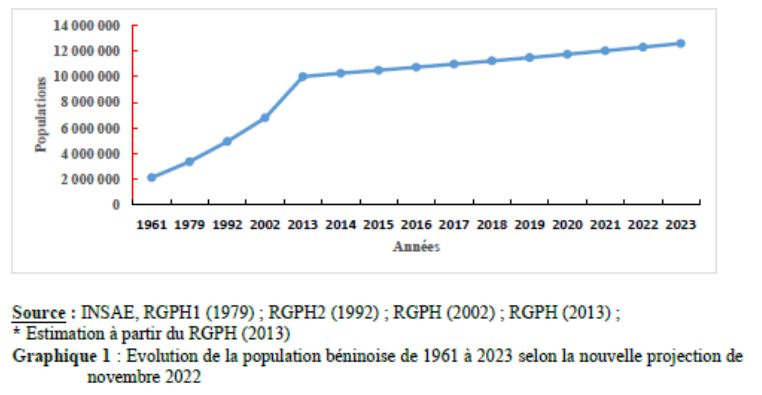 14 000 000
12 000 000
10 000 000
8 000 000
6 000 000
4 000 000
2 000 000
0
Populations
1961 1979 1992 2002 2013 2014 2015 2016 2017 2018 2019 2020 2021 2022 2023
Années
Source : INSAE, RGPH1 (1979) ; RGPH2 (1992) ; RGPH (2002) ; RGPH (2013) ;
* Estimation à partir du RGPH (2013)
Graphique 1 : Evolution de la population béninoise de 1961 à 2023 selon la nouvelle projection de
novembre 2022